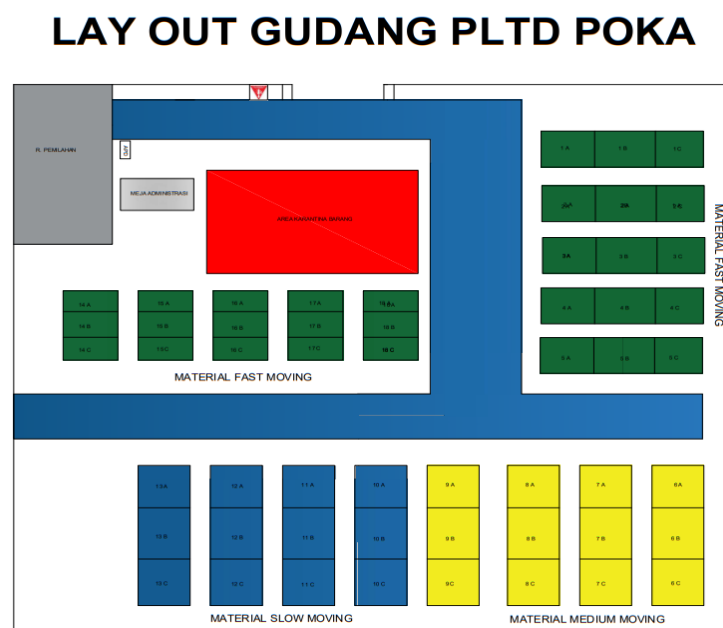 LAY OUT GUDANG PLTD POKA
R. PEMILAHAN
APD
MEJA ADMINISTRASI
AREA KARANTINA BARANG
1 A 1 B 1 C
3 B 3 C
4 A 4 B 4 C
5 A 5 B 5 C
MATERIAL FAST MOVING
14 A 15 A 16 A 17 A 18 A
14 B 15 B 16 B 17 B 18 B
14 C 15 C 16 C 17 C
MATERIAL FAST MOVING
13 A 12 A 11 A 10 A 9 A 8 A 7 A 6 A
13 B 12 B 11 B 10 B 9 B 8 B 7 B 6 B
13 C 12 C 11 C 10 C 9 C 8 C 7 C 6 C
MATERIAL SLOW MOVING
MATERIAL MEDIUM MOVING